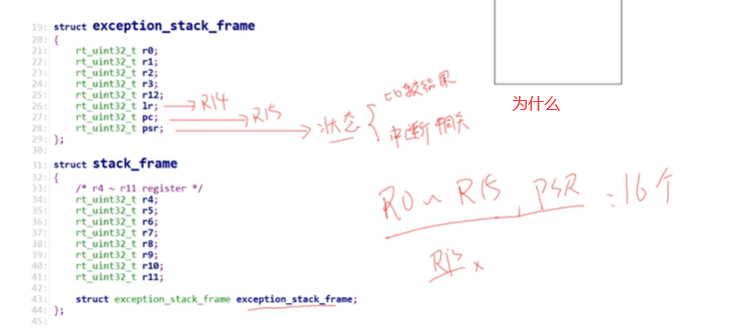 19: struct exception_stack_frame
20: {
21: rt_uint32_t r0;
22: rt_uint32_t r1;
23: rt_uint32_t r2;
24: rt_uint32_t r3;
25: rt_uint32_t r12;
26: rt_uint32_t lr; R14
27: rt_uint32_t pc; R15
28: rt_uint32_t psr; 状态
29: };
比较结果
中断相关
为什么
30:
31: struct stack_frame
32: {
33: /* r4 ~ r11 register */
34: rt_uint32_t r4;
35: rt_uint32_t r5;
36: rt_uint32_t r6;
37: rt_uint32_t r7;
38: rt_uint32_t r8;
39: rt_uint32_t r9;
40: rt_uint32_t r10;
41: rt_uint32_t r11;
42:
43: struct exception_stack_frame exception_stack_frame;
44: };
45:
R0~R15, PSR : 16个
R13 x